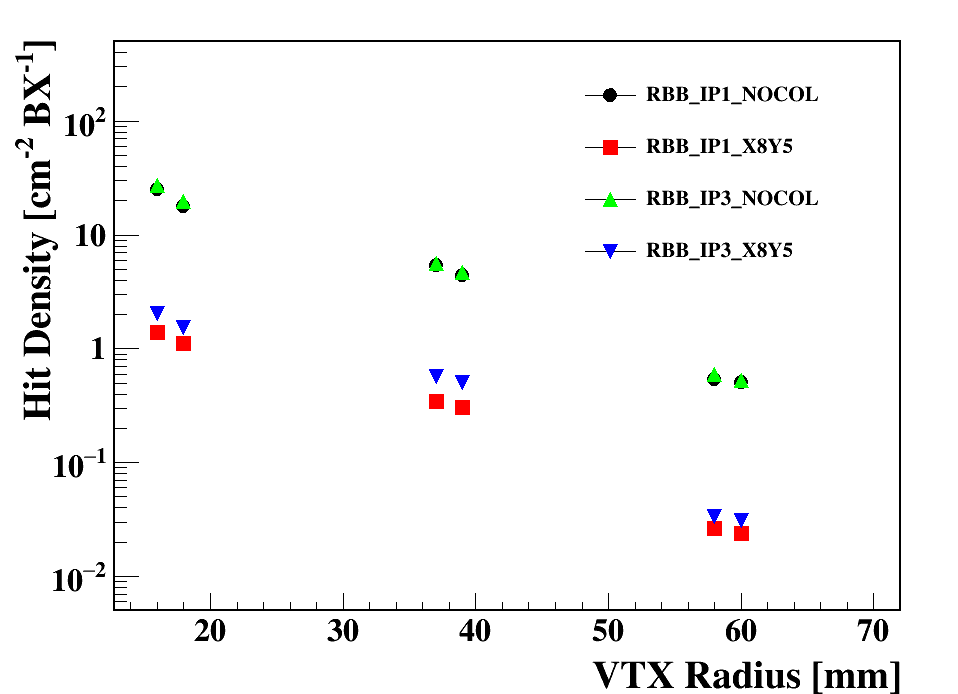 Hit Density [cm⁻² BX⁻¹]
10²
10
1
10⁻¹
10⁻²
RBB_IP1_NOCOL
RBB_IP1_X8Y5
RBB_IP3_NOCOL
RBB_IP3_X8Y5
20 30 40 50 60 70
VTX Radius [mm]